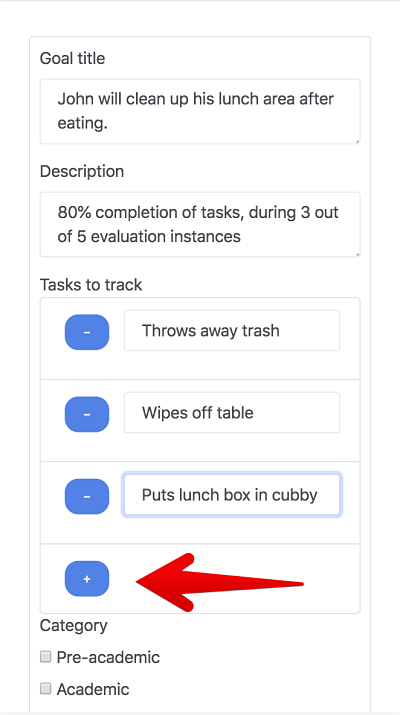 Goal title
John will clean up his lunch area after
eating.
Description
80% completion of tasks, during 3 out
of 5 evaluation instances
Tasks to track
- Throws away trash
- Wipes off table
- Puts lunch box in cubby
+
Category
Pre-academic
Academic